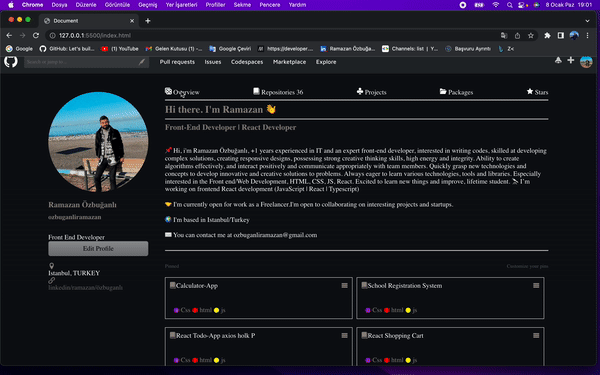 Chrome Dosya Düzenle Görüntüle Geçmiş Yer İşaretleri Profiller Sekme Pencere Yardım 8 Ocak Paz 19:01
Document
127.0.0.1:5500/index.html
Google GitHub: Let's buil... (1) YouTube Gelen Kutusu (1) - Google Çeviri https://developer.... Ramazan Özbuğa... Channels: list | Y... Başvuru Ayrıntı
Pull requests Issues Codespaces Marketplace Explore
Overview Repositories 36 Projects Packages Stars
Hi there. I'm Ramazan 👋
Front-End Developer | React Developer
📌 Hi, i'm Ramazan Özbuğanlı, +1 years experienced in IT and an expert front-end developer, interested in writing codes, skilled at developing
complex solutions, creating responsive designs, possessing strong creative thinking skills, high energy and integrity. Ability to create
algorithms effectively, and interact positively and communicate appropriately with team members. Quickly grasp new technologies and
concepts to develop innovative and creative solutions to problems. Always eager to learn various technologies, tools and libraries. Especially
interested in the Front end/Web Development, HTML, CSS, JS, React. Excited to learn new things and improve, lifetime student. 🔭 I'm
working on frontend React development (JavaScript | React | Typescript)
🤝 I'm currently open for work as a Freelancer.I'm open to collaborating on interesting projects and startups.
🌍 I'm based in Istanbul/Turkey
✉️ You can contact me at ozbuganliramazan@gmail.com
Ramazan Özbuğanlı
ozbuganliramazan
Front End Developer
Edit Profile
Istanbul, TURKEY
linkedin/ramazan/özbuganlı
Pinned Customize your pins
Calculator-App School Registration System
Css html js Css html js
React Todo-App axios holk P React Shopping Cart
Css html js Css html js